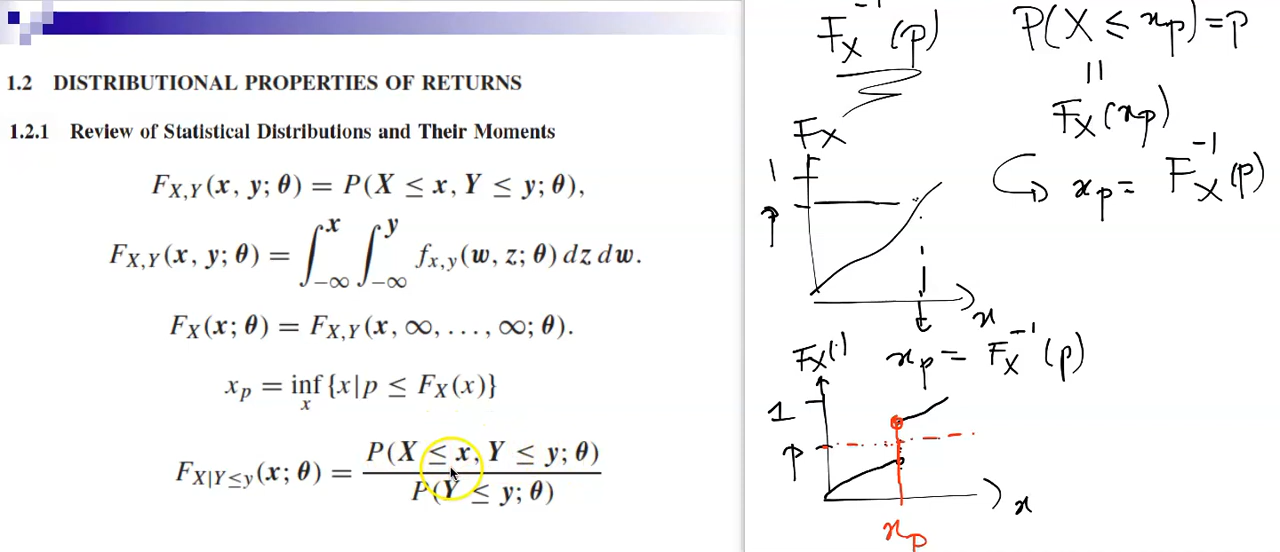 1.2 DISTRIBUTIONAL PROPERTIES OF RETURNS
1.2.1 Review of Statistical Distributions and Their Moments
F_{X,Y}(x, y; θ) = P(X ≤ x, Y ≤ y; θ),
F_{X,Y}(x, y; θ) = ∫_{−∞}^{x} ∫_{−∞}^{y} f_{x,y}(w, z; θ) dz dw.
F_X(x; θ) = F_{X,Y}(x, ∞, . . . , ∞; θ).
x_p = inf_x {x|p ≤ F_X(x)}
F_{X|Y≤y}(x; θ) = P(X ≤ x, Y ≤ y; θ) / P(Y ≤ y; θ)
F_X^{-1}(p)
P(X ≤ x_p) = p
=
F_X(x_p)
x_p = F_X^{-1}(p)
F_X
1
p
t
x
x_p = F_X^{-1}(p)
F_X(.)
1
p
x
x_p